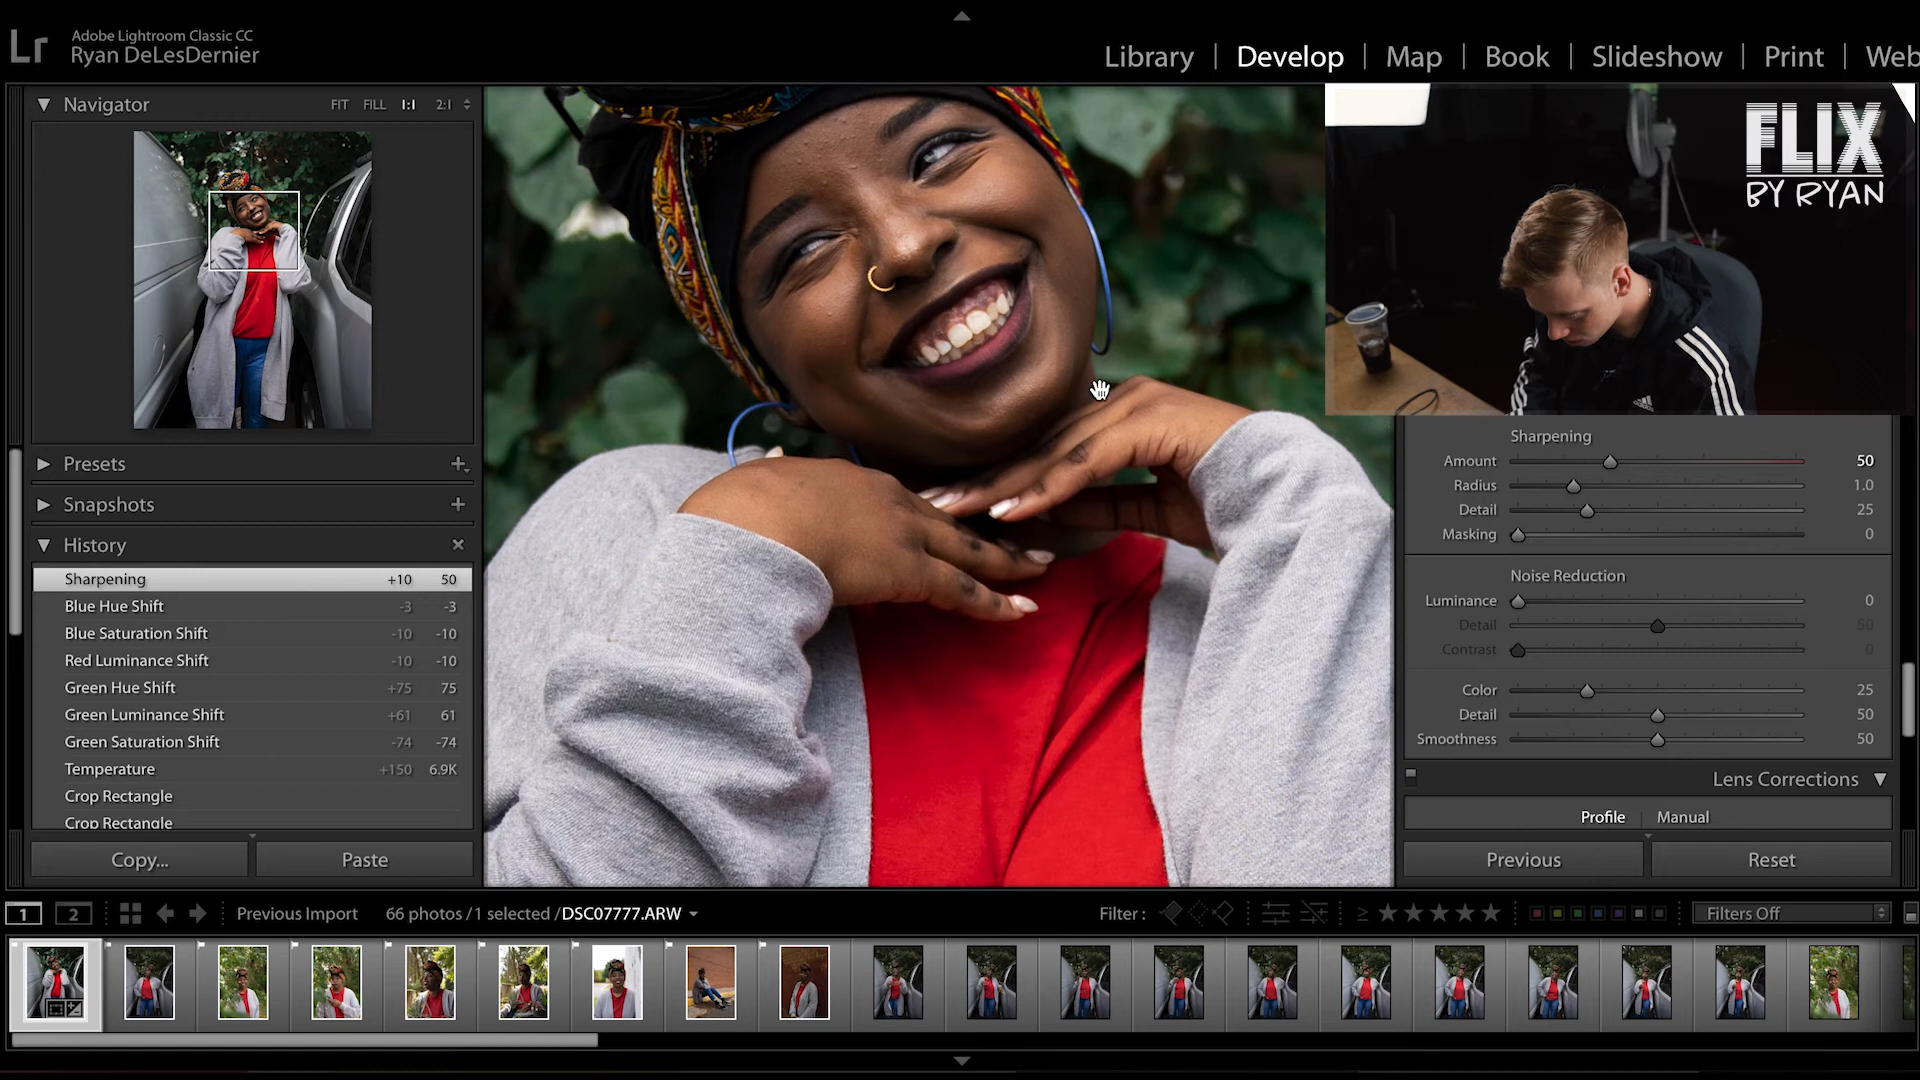 Lr
Adobe Lightroom Classic CC
Ryan DeLesDernier
Library | Develop | Map | Book | Slideshow | Print | Web
Navigator FIT FILL 1:1 2:1
FLIX
BY RYAN
Presets
Snapshots
History
Sharpening +10 50
Blue Hue Shift -3 -3
Blue Saturation Shift -10 -10
Red Luminance Shift -10 -10
Green Hue Shift +75 75
Green Luminance Shift +61 61
Green Saturation Shift -74 -74
Temperature +150 6.9K
Crop Rectangle
Crop Rectangle
Copy... Paste
Sharpening
Amount 50
Radius 1.0
Detail 25
Masking 0
Noise Reduction
Luminance 0
Detail 50
Contrast 0
Color 25
Detail 50
Smoothness 50
Lens Corrections
Profile | Manual
Previous Reset
1 2 Previous Import 66 photos / 1 selected / DSC07777.ARW Filter : ≥ Filters Off